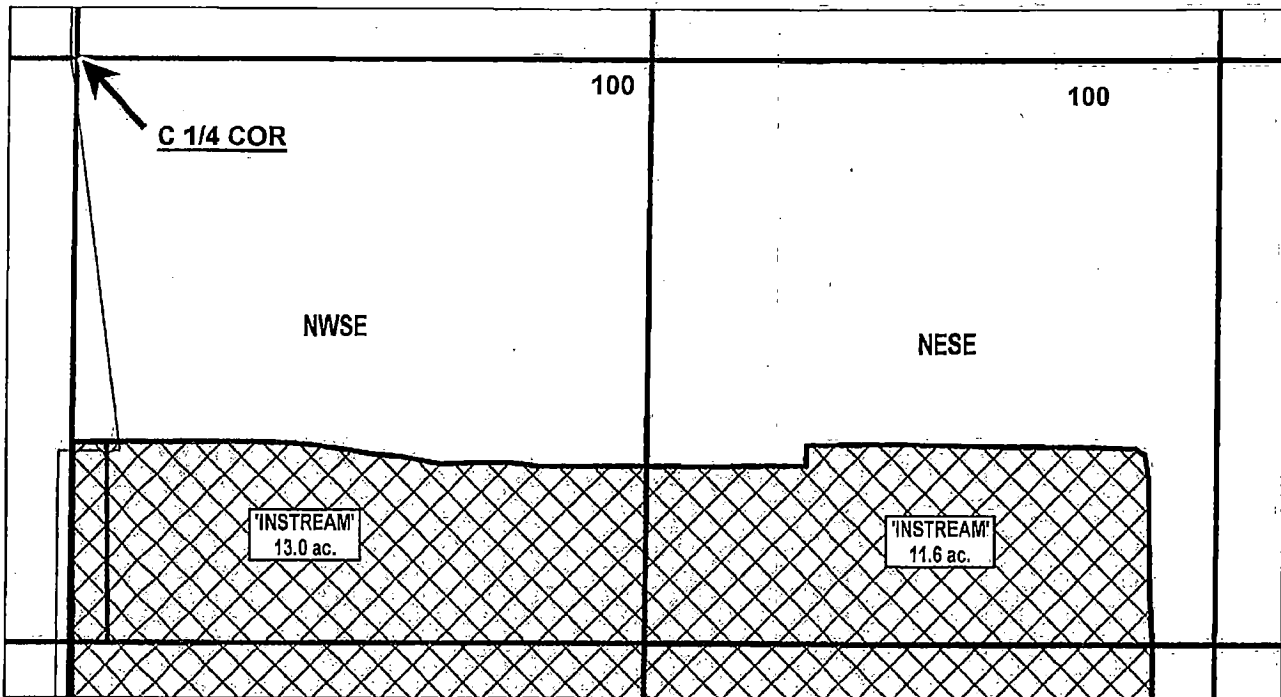 100
100
C 1/4 COR
NWSE
NESE
'INSTREAM'
13.0 ac.
'INSTREAM'
11.6 ac.